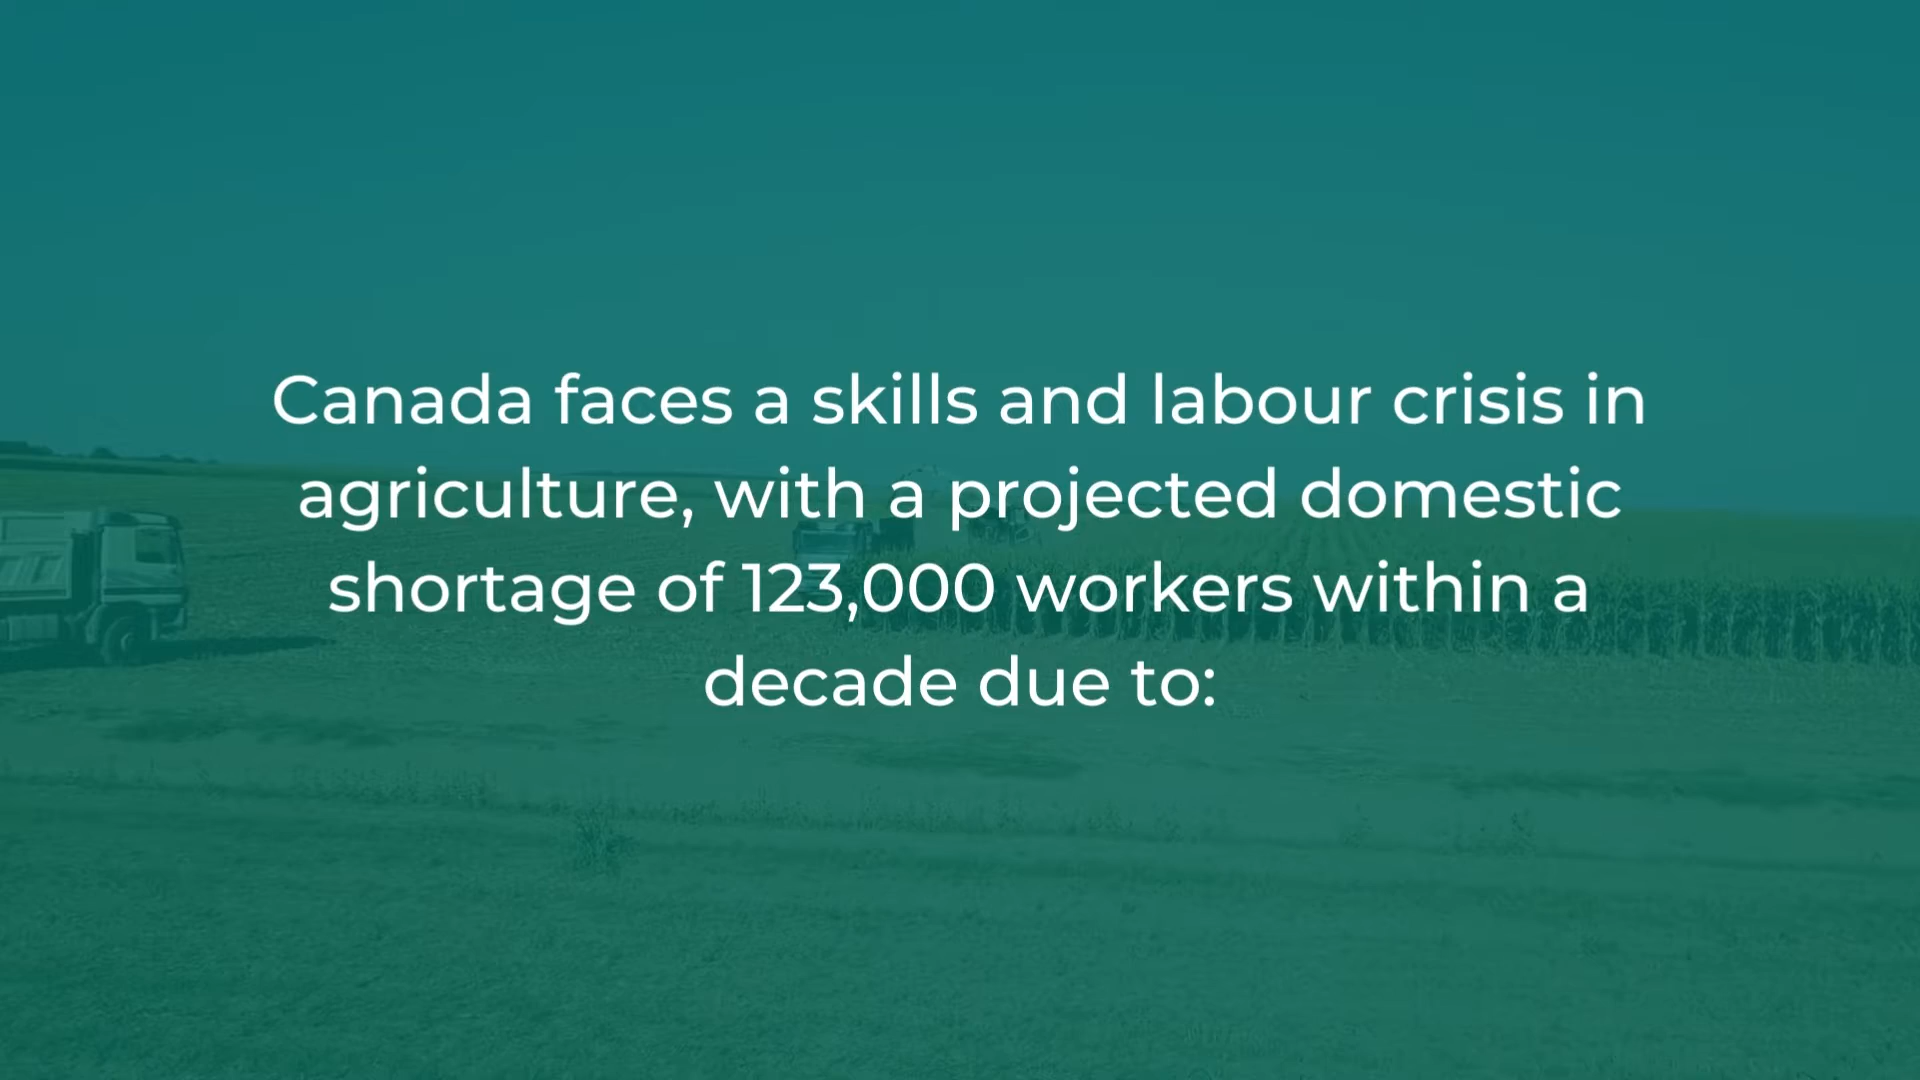 Canada faces a skills and labour crisis in
agriculture, with a projected domestic
shortage of 123,000 workers within a
decade due to: